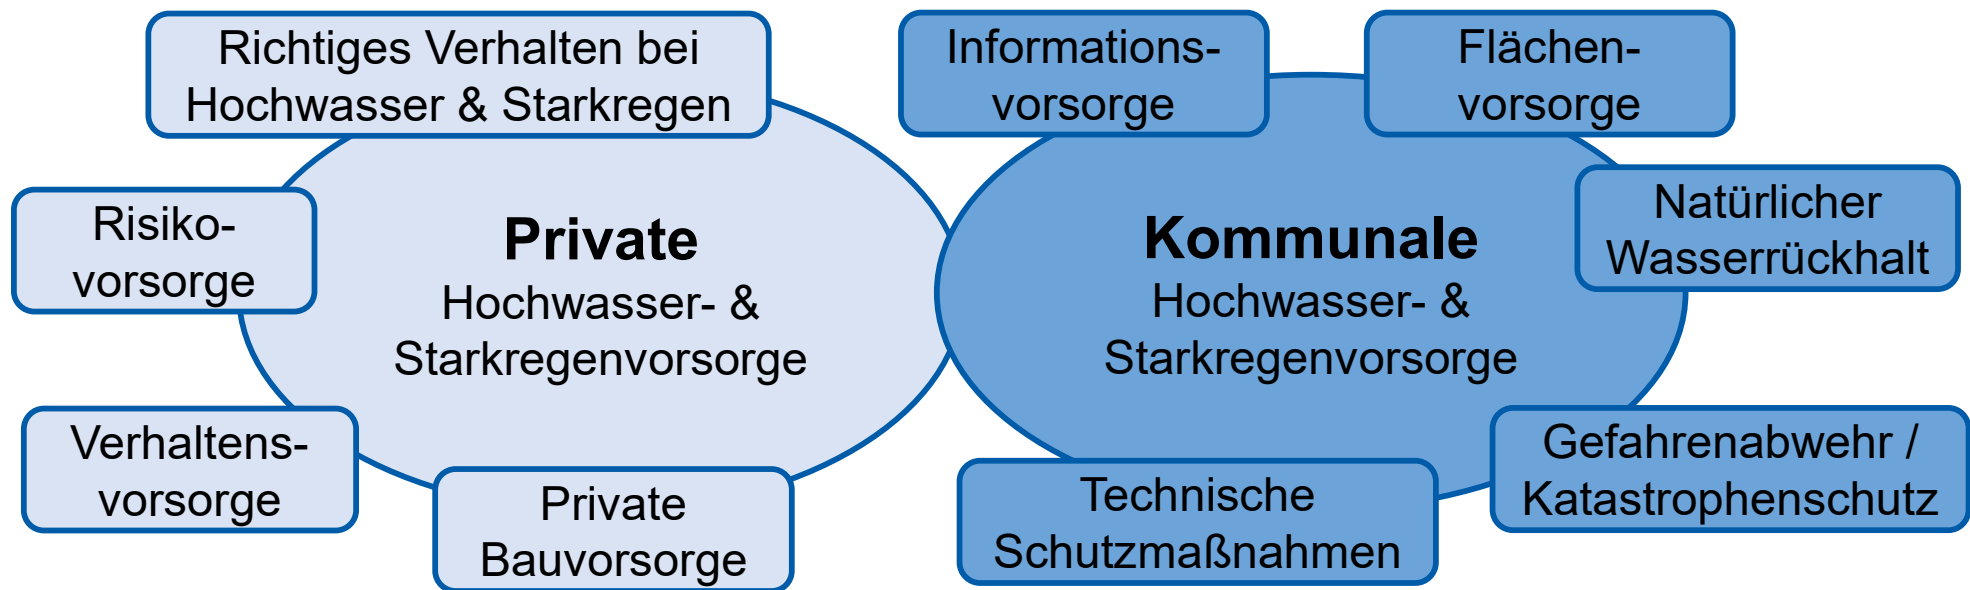 Richtiges Verhalten bei
Hochwasser & Starkregen
Risiko-
vorsorge
Private
Hochwasser- &
Starkregenvorsorge
Verhaltens-
vorsorge
Private
Bauvorsorge
Informations-
vorsorge
Flächen-
vorsorge
Natürlicher
Wasserrückhalt
Kommunale
Hochwasser- &
Starkregenvorsorge
Gefahrenabwehr /
Katastrophenschutz
Technische
Schutzmaßnahmen